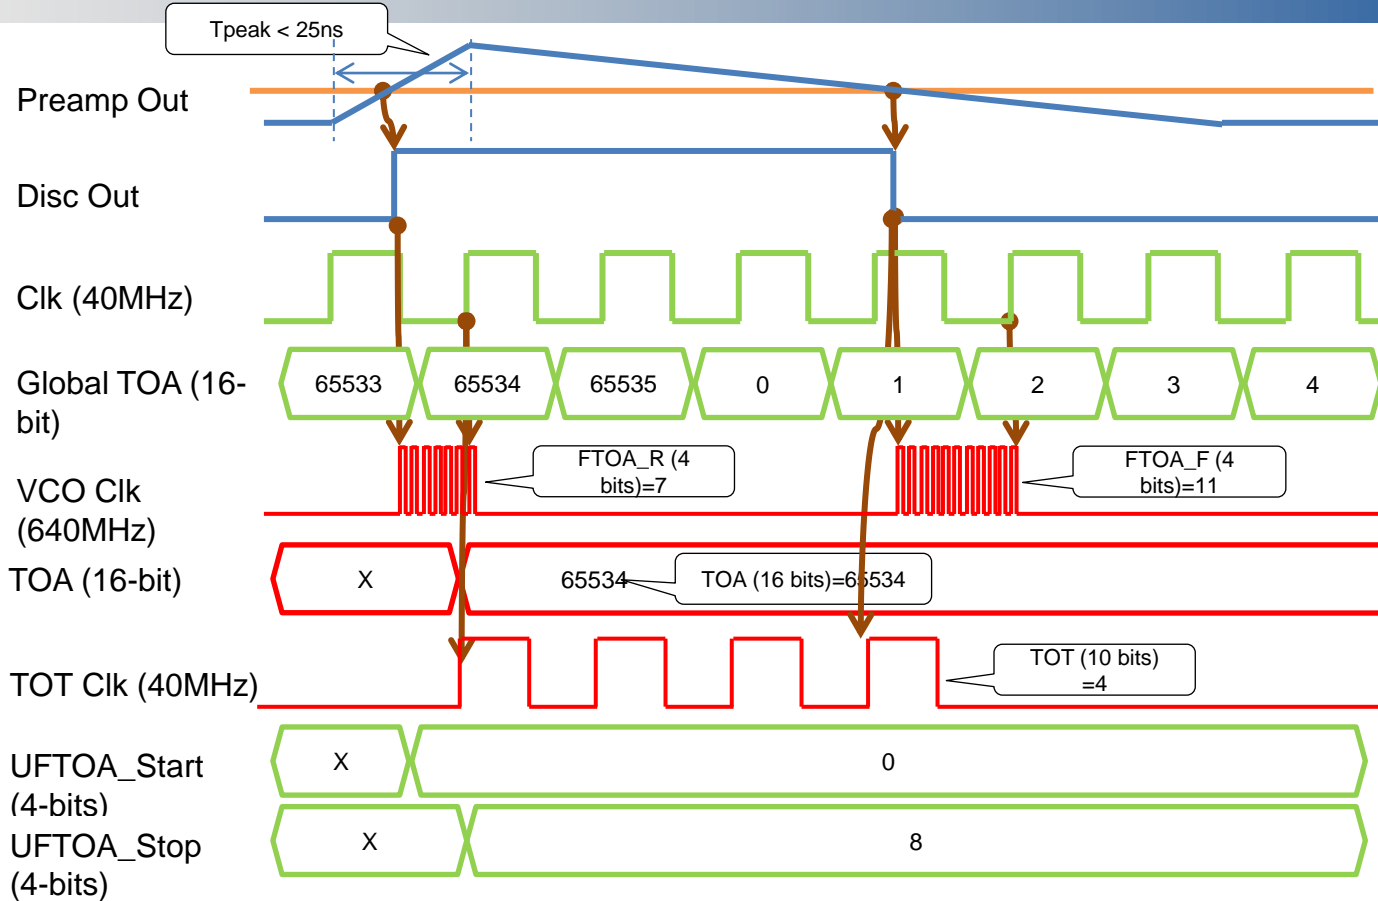 Tpeak < 25ns
Preamp Out
Disc Out
Clk (40MHz)
Global TOA (16-
bit)
65533
65534
65535
0
1
2
3
4
VCO Clk
(640MHz)
FTOA_R (4
bits)=7
FTOA_F (4
bits)=11
TOA (16-bit)
X
65534
TOA (16 bits)=65534
TOT Clk (40MHz)
TOT (10 bits)
=4
UFTOA_Start
(4-bits)
X
0
UFTOA_Stop
(4-bits)
X
8